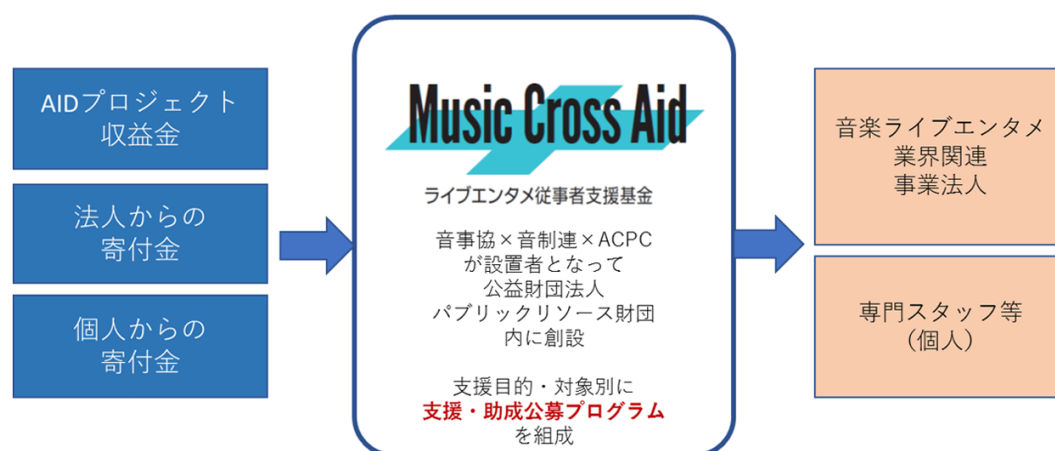 AIDプロジェクト
収益金
法人からの
寄付金
個人からの
寄付金
Music Cross Aid
ライブエンタメ従事者支援基金
音事協×音制連×ACPC
が設置者となって
公益財団法人
パブリックリソース財団
内に創設
支援目的・対象別に
支援・助成公募プログラム
を組成
音楽ライブエンタメ
業界関連
事業法人
専門スタッフ等
(個人)